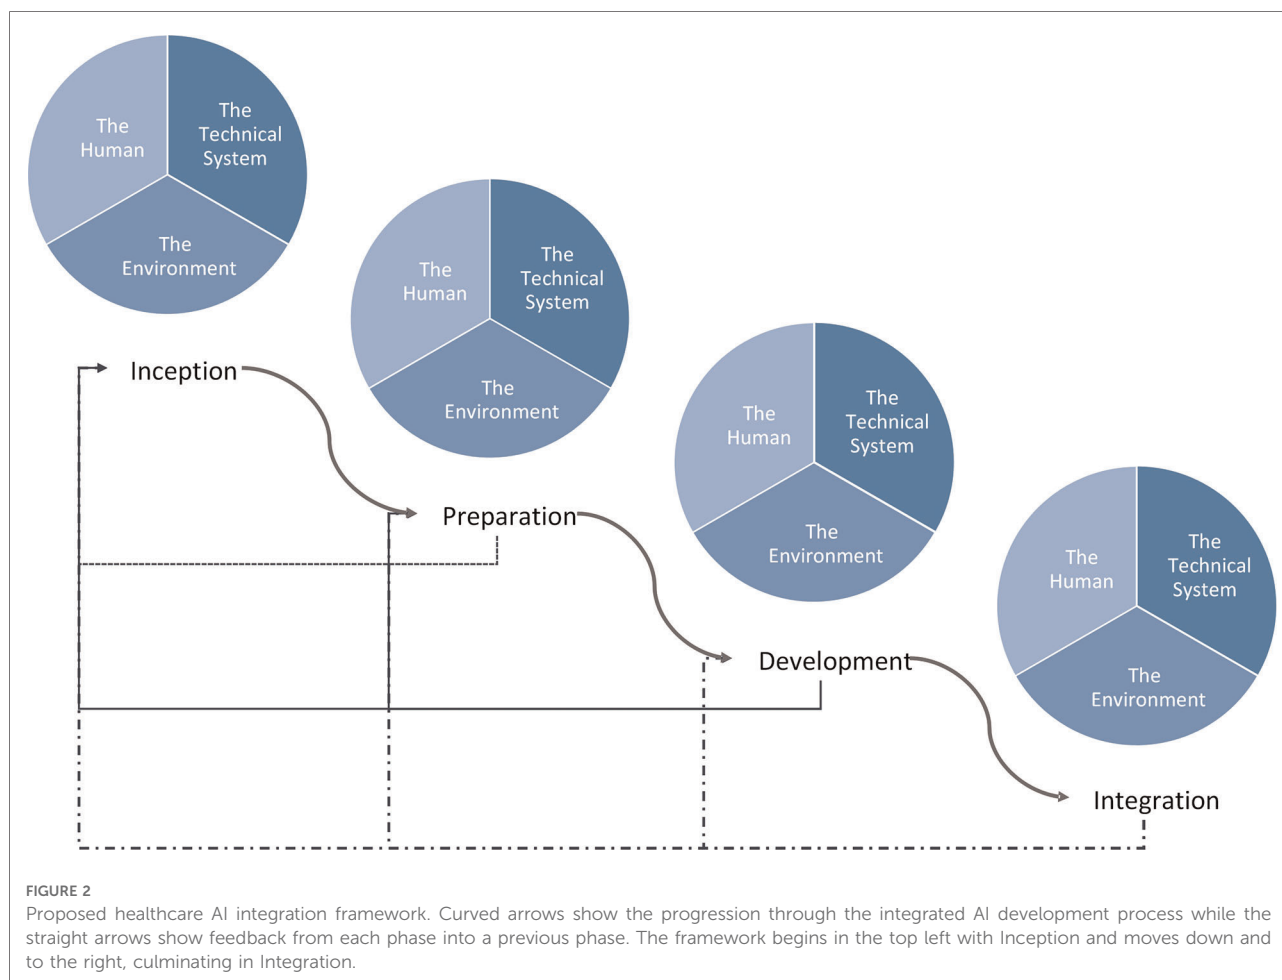 The
Human
The
Technical
System
The
Environment
The
Human
The
Technical
System
The
Environment
Inception
The
Human
The
Technical
System
The
Environment
Preparation
The
Human
The
Technical
System
The
Environment
Development
Integration
FIGURE 2
Proposed healthcare AI integration framework. Curved arrows show the progression through the integrated AI development process while the
straight arrows show feedback from each phase into a previous phase. The framework begins in the top left with Inception and moves down and
to the right, culminating in Integration.